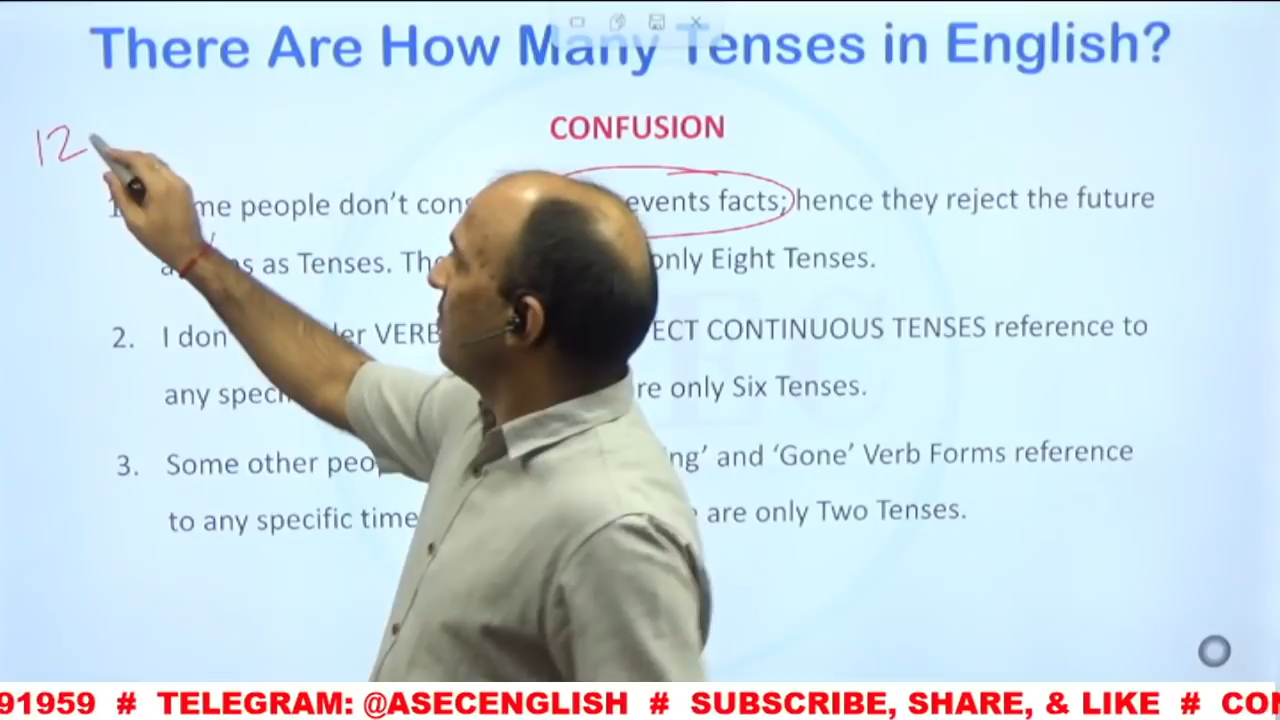 There Are How Many Tenses in English?
CONFUSION
12
me people don't cons events facts; hence they reject the future
as Tenses. The only Eight Tenses.
2. I don er VERB ECT CONTINUOUS TENSES reference to
any speci re only Six Tenses.
3. Some other peo ng' and 'Gone' Verb Forms reference
to any specific time are only Two Tenses.
91959 # TELEGRAM: @ASECENGLISH # SUBSCRIBE, SHARE, & LIKE # CO